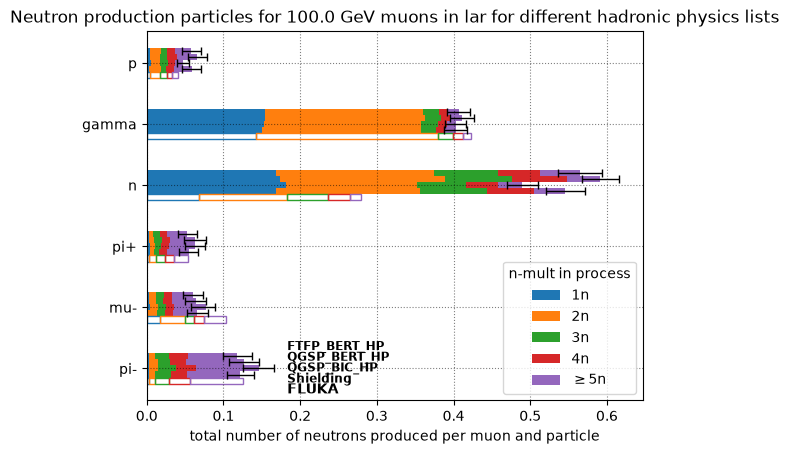 Neutron production particles for 100.0 GeV muons in lar for different hadronic physics lists
p
gamma
n
pi+
mu-
pi-
FTFP_BERT_HP
QGSP_BERT_HP
QGSP_BIC_HP
Shielding
FLUKA
n-mult in process
1n
2n
3n
4n
≥5n
0.0 0.1 0.2 0.3 0.4 0.5 0.6
total number of neutrons produced per muon and particle